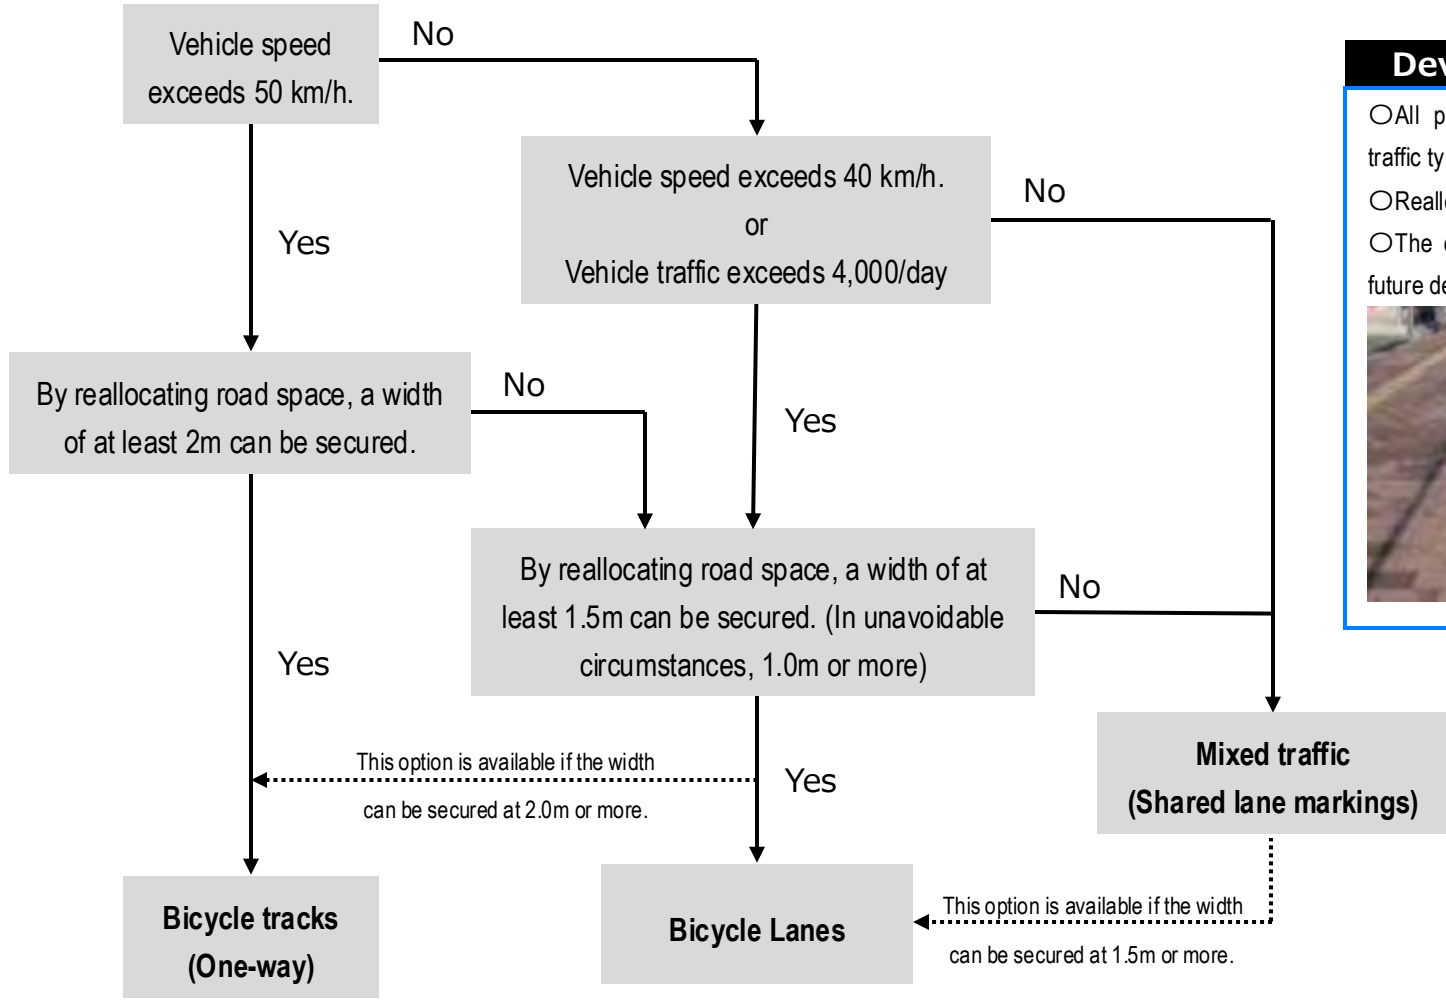 Vehicle speed
exceeds 50 km/h.
No
Yes
Vehicle speed exceeds 40 km/h.
or
Vehicle traffic exceeds 4,000/day
No
Yes
By reallocating road space, a width
of at least 2m can be secured.
No
Yes
By reallocating road space, a width of at
least 1.5m can be secured. (In unavoidable
circumstances, 1.0m or more)
No
Yes
This option is available if the width
can be secured at 2.0m or more.
Mixed traffic
(Shared lane markings)
This option is available if the width
can be secured at 1.5m or more.
Bicycle tracks
(One-way)
Bicycle Lanes
○All
traffic
○The
future